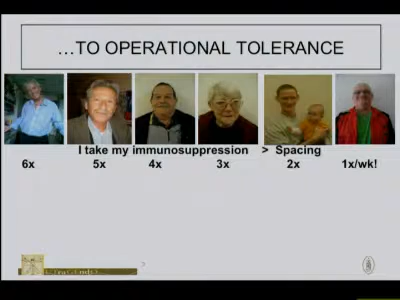 …TO OPERATIONAL TOLERANCE
I take my immunosuppression > Spacing
6x 5x 4x 3x 2x 1x/wk!